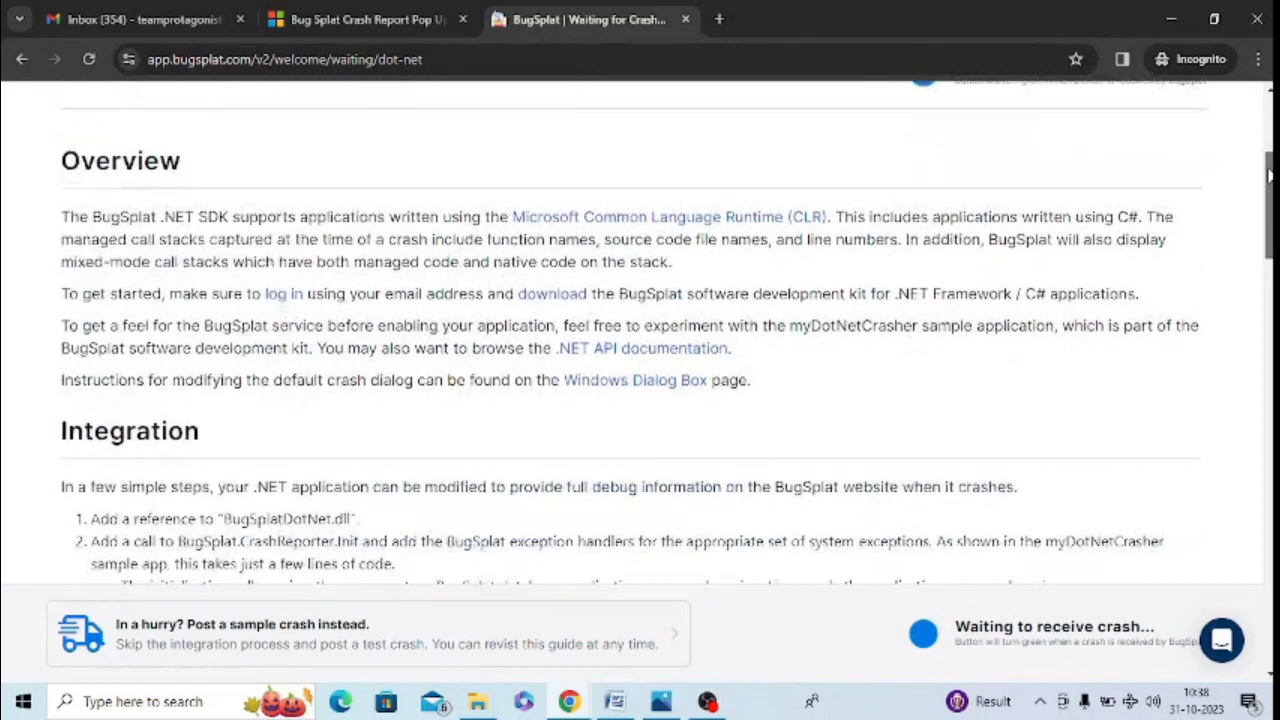 Inbox (354) - teamprotagonist
Bug Splat Crash Report Pop U
BugSplat | Waiting for Crash...
app.bugsplat.com/v2/welcome/waiting/dot-net
Incognito
Overview
The BugSplat .NET SDK supports applications written using the Microsoft Common Language Runtime (CLR). This includes applications written using C#. The
managed call stacks captured at the time of a crash include function names, source code file names, and line numbers. In addition, BugSplat will also display
mixed-mode call stacks which have both managed code and native code on the stack.
To get started, make sure to log in using your email address and download the BugSplat software development kit for .NET Framework / C# applications.
To get a feel for the BugSplat service before enabling your application, feel free to experiment with the myDotNetCrasher sample application, which is part of the
BugSplat software development kit. You may also want to browse the .NET API documentation.
Instructions for modifying the default crash dialog can be found on the Windows Dialog Box page.
Integration
In a few simple steps, your .NET application can be modified to provide full debug information on the BugSplat website when it crashes.
1. Add a reference to "BugSplatDotNet.dll".
2. Add a call to BugSplat.CrashReporter.Init and add the BugSplat exception handlers for the appropriate set of system exceptions. As shown in the myDotNetCrasher
sample app, this takes just a few lines of code.
In a hurry? Post a sample crash instead.
Skip the integration process and post a test crash. You can revist this guide at any time.
Waiting to receive crash...
Button will turn green when a crash is received by BugSpl
Type here to search
6
Result
10:38
31-10-2023